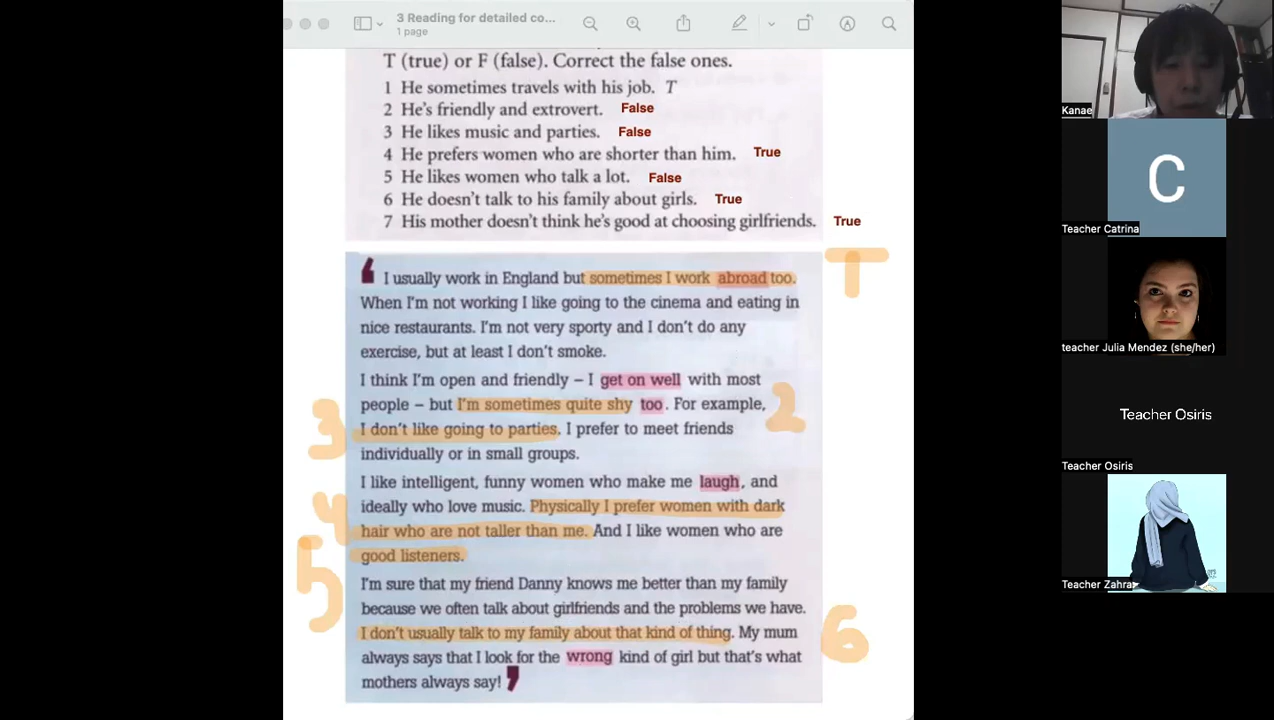 3 Reading for detailed co...
1 page
T (true) or F (false). Correct the false ones.
1 He sometimes travels with his job. T
2 He's friendly and extrovert. False
3 He likes music and parties. False
4 He prefers women who are shorter than him. True
5 He likes women who talk a lot. False
6 He doesn't talk to his family about girls. True
7 His mother doesn't think he's good at choosing girlfriends. True
‘ I usually work in England but sometimes I work abroad too. T
When I'm not working I like going to the cinema and eating in
nice restaurants. I'm not very sporty and I don't do any
exercise, but at least I don't smoke.
I think I'm open and friendly – I get on well with most
people – but I'm sometimes quite shy too. For example, 2
3 I don't like going to parties. I prefer to meet friends
individually or in small groups.
I like intelligent, funny women who make me laugh, and
ideally who love music. Physically I prefer women with dark
4 hair who are not taller than me. And I like women who are
5 good listeners.
I'm sure that my friend Danny knows me better than my family
because we often talk about girlfriends and the problems we have.
I don't usually talk to my family about that kind of thing. My mum 6
always says that I look for the wrong kind of girl but that's what
mothers always say! ’
Kanae
C
Teacher Catrina
teacher Julia Mendez (she/her)
Teacher Osiris
Teacher Osiris
Teacher Zahra